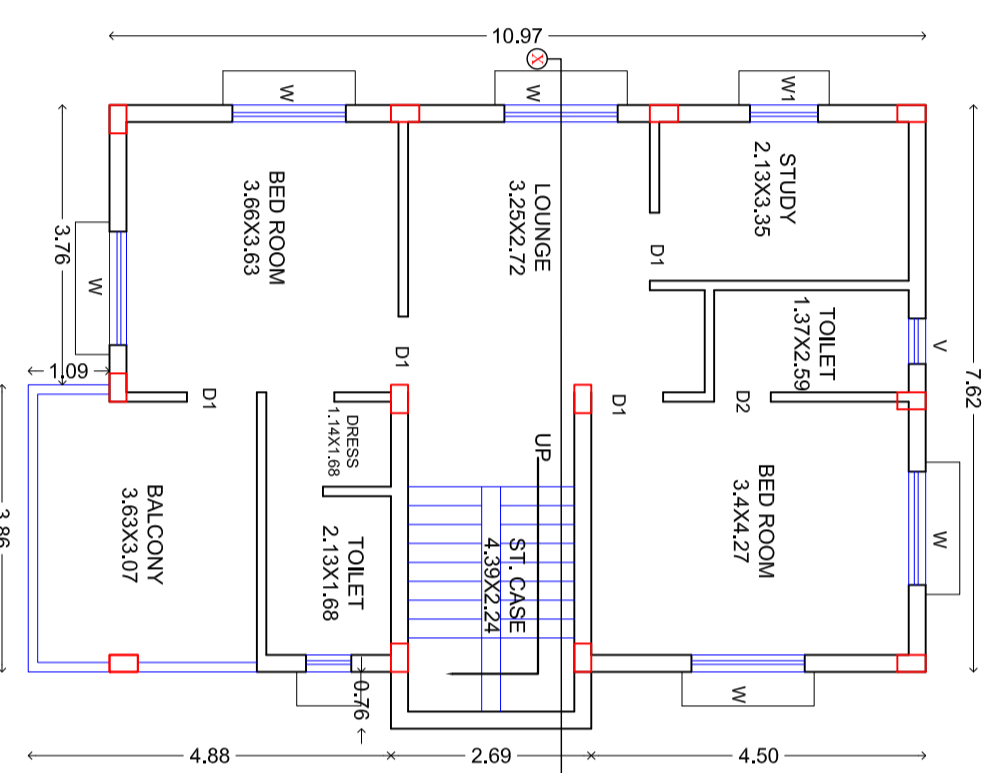 10.97
X
W
W
W1
STUDY
2.13X3.35
LOUNGE
3.25X2.72
BED ROOM
3.66X3.63
3.76
W
D1
TOILET
1.37X2.59
V
7.62
D1
1.09
D1
D1
D2
DRESS
1.14X1.68
UP
BED ROOM
3.4X4.27
W
BALCONY
3.63X3.07
3.86
TOILET
2.13X1.68
ST. CASE
4.39X2.24
0.76
W
4.88
2.69
4.50